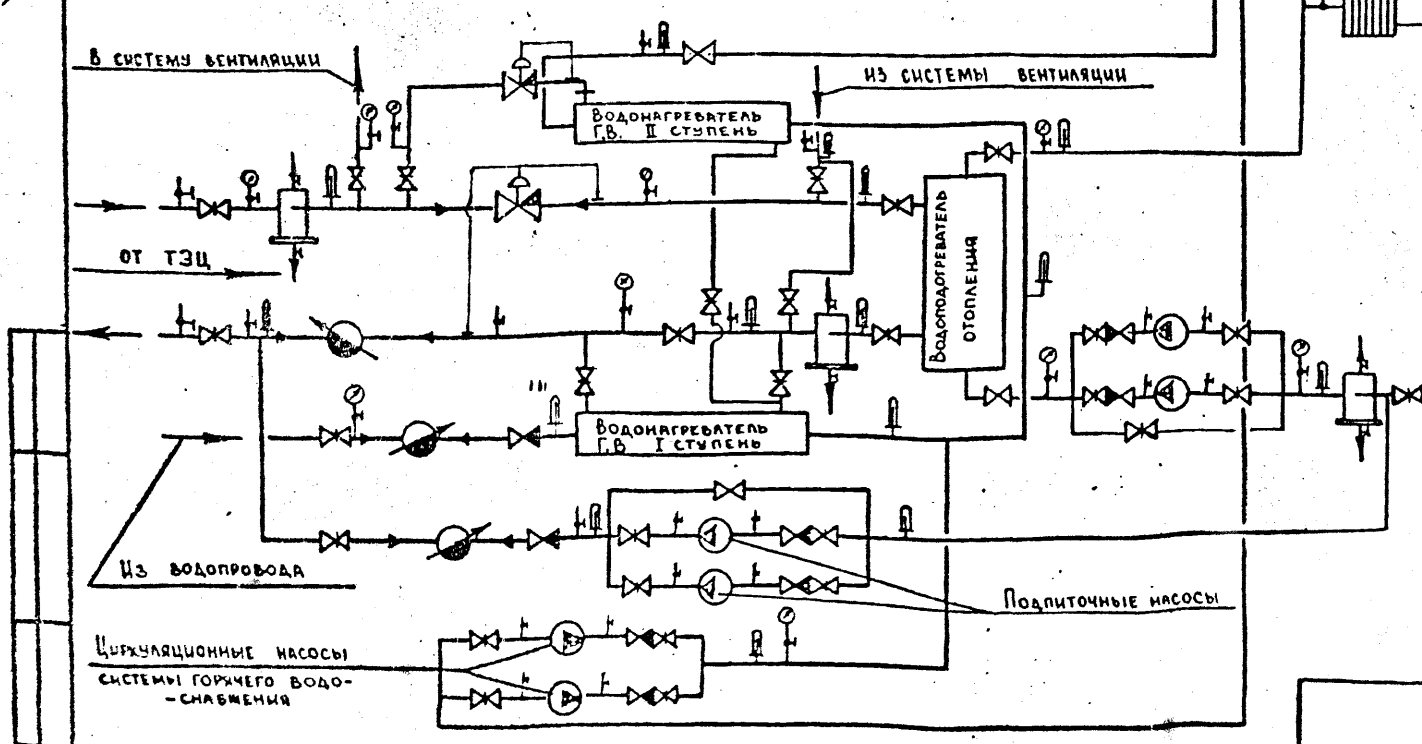 В СИСТЕМУ ВЕНТИЛЯЦИИ
ИЗ СИСТЕМЫ ВЕНТИЛЯЦИИ
ВОДОНАГРЕВАТЕЛЬ
Г.В. II СТУПЕНЬ
ВОДОПОДОГРЕВАТЕЛЬ
ОТОПЛЕНИЯ
ОТ ТЭЦ
ВОДОНАГРЕВАТЕЛЬ
Г.В. I СТУПЕНЬ
ИЗ ВОДОПРОВОДА
ПОДПИТОЧНЫЕ НАСОСЫ
ЦИРКУЛЯЦИОННЫЕ НАСОСЫ
СИСТЕМЫ ГОРЯЧЕГО ВОДО-
-СНАБЖЕНИЯ